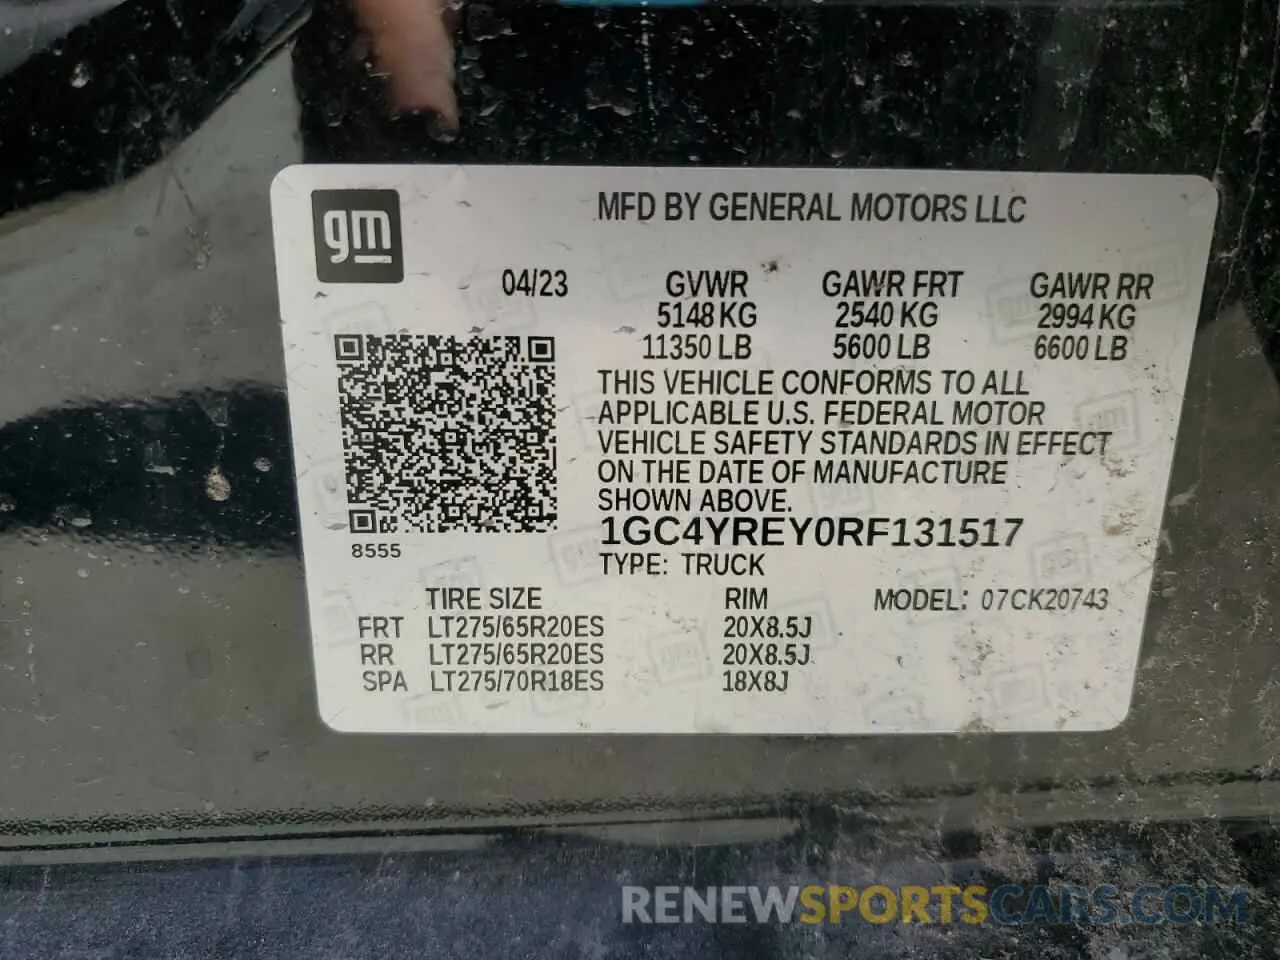 gm
MFD BY GENERAL MOTORS LLC
04/23 GVWR GAWR FRT GAWR RR
5148 KG 2540 KG 2994 KG
11350 LB 5600 LB 6600 LB
THIS VEHICLE CONFORMS TO ALL
APPLICABLE U.S. FEDERAL MOTOR
VEHICLE SAFETY STANDARDS IN EFFECT
ON THE DATE OF MANUFACTURE
SHOWN ABOVE.
1GC4YREY0RF131517
8555
TYPE: TRUCK
TIRE SIZE RIM MODEL: 07CK20743
FRT LT275/65R20ES 20X8.5J
RR LT275/65R20ES 20X8.5J
SPA LT275/70R18ES 18X8J
RENEWSPORTSCARS.COM